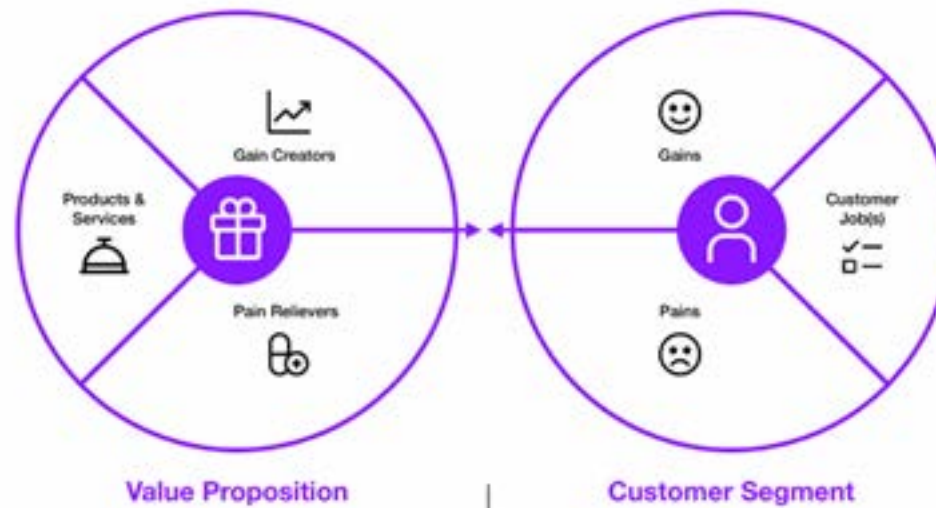 Gain Creators
Products &
Services
Pain Relievers
Gains
Customer
Job(s)
Pains
Value Proposition
Customer Segment